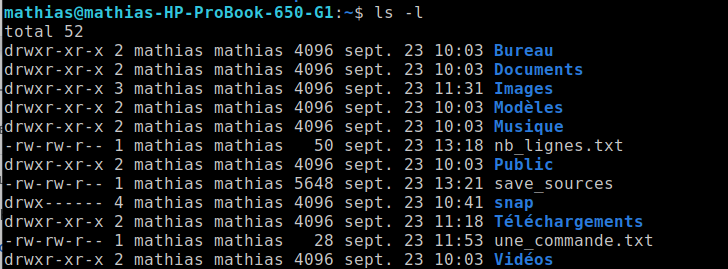 mathias@mathias-HP-ProBook-650-G1:~$ ls -l
total 52
drwxr-xr-x 2 mathias mathias 4096 sept. 23 10:03 Bureau
drwxr-xr-x 2 mathias mathias 4096 sept. 23 10:03 Documents
drwxr-xr-x 3 mathias mathias 4096 sept. 23 11:31 Images
drwxr-xr-x 2 mathias mathias 4096 sept. 23 10:03 Modèles
drwxr-xr-x 2 mathias mathias 4096 sept. 23 10:03 Musique
-rw-rw-r-- 1 mathias mathias   50 sept. 23 13:18 nb_lignes.txt
drwxr-xr-x 2 mathias mathias 4096 sept. 23 10:03 Public
-rw-rw-r-- 1 mathias mathias 5648 sept. 23 13:21 save_sources
drwx------ 4 mathias mathias 4096 sept. 23 10:41 snap
drwxr-xr-x 2 mathias mathias 4096 sept. 23 11:18 Téléchargements
-rw-rw-r-- 1 mathias mathias   28 sept. 23 11:53 une_commande.txt
drwxr-xr-x 2 mathias mathias 4096 sept. 23 10:03 Vidéos